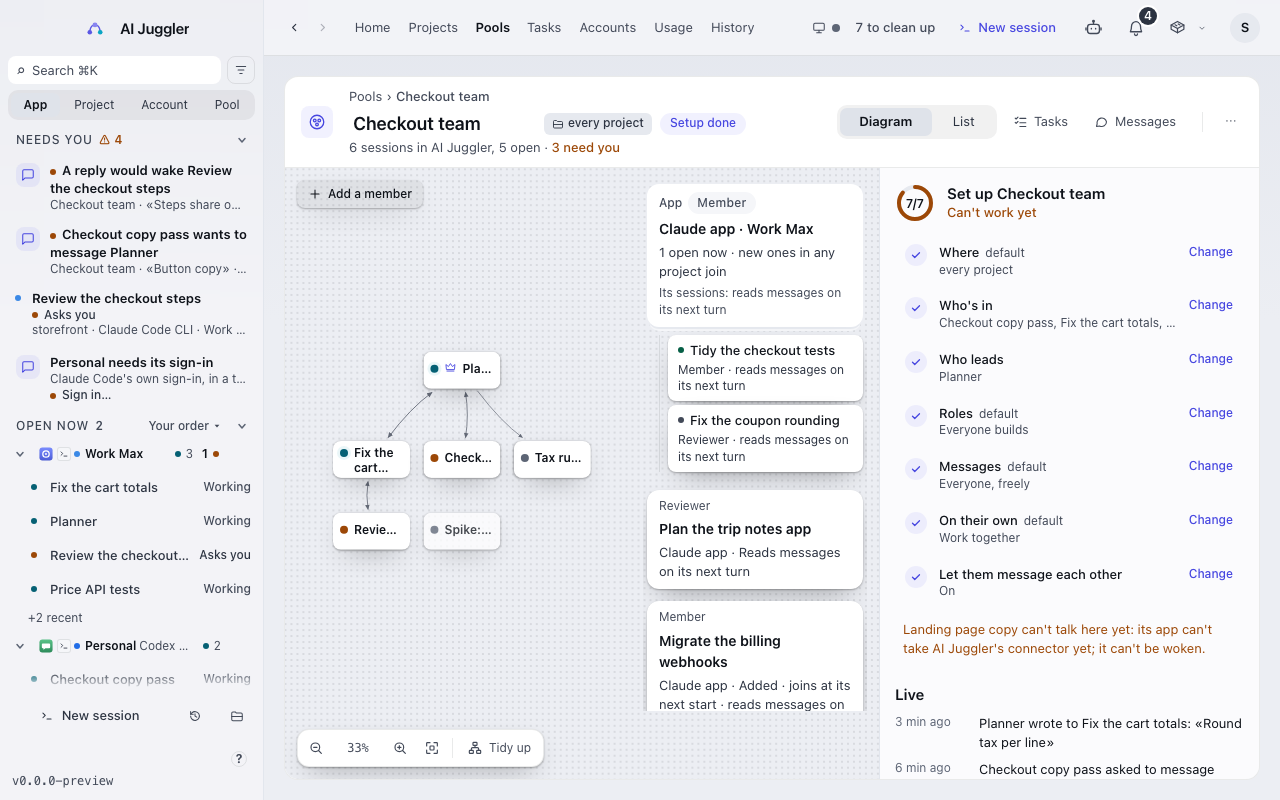 AI Juggler
Search ⌘K
App Project Account Pool
NEEDS YOU 4
A reply would wake Review
the checkout steps
Checkout team · «Steps share o...
Checkout copy pass wants to
message Planner
Checkout team · «Button copy» ·...
Review the checkout steps
Asks you
storefront · Claude Code CLI · Work ...
Personal needs its sign-in
Claude Code's own sign-in, in a t...
Sign in...
OPEN NOW 2 Your order
Work Max 3 1
Fix the cart totals Working
Planner Working
Review the checkout... Asks you
Price API tests Working
+2 recent
Personal Codex ... 2
Checkout copy pass Working
New session
?
v0.0.0-preview
Home Projects Pools Tasks Accounts Usage History
7 to clean up
New session
4
S
Pools › Checkout team
Checkout team every project Setup done
6 sessions in AI Juggler, 5 open · 3 need you
Diagram List Tasks Messages ...
+ Add a member
Pla...
Fix the
cart...
Check...
Tax ru...
Revie...
Spike:...
33%
Tidy up
App Member
Claude app · Work Max
1 open now · new ones in any
project join
Its sessions: reads messages on
its next turn
Tidy the checkout tests
Member · reads messages on
its next turn
Fix the coupon rounding
Reviewer · reads messages on
its next turn
Reviewer
Plan the trip notes app
Claude app · Reads messages
on its next turn
Member
Migrate the billing
webhooks
Claude app · Added · joins at its
next start · reads messages on
7/7
Set up Checkout team
Can't work yet
Where default Change
every project
Who's in Change
Checkout copy pass, Fix the cart totals, ...
Who leads Change
Planner
Roles default Change
Everyone builds
Messages default Change
Everyone, freely
On their own default Change
Work together
Let them message each other Change
On
Landing page copy can't talk here yet: its app can't
take AI Juggler's connector yet; it can't be woken.
Live
3 min ago Planner wrote to Fix the cart totals: «Round
tax per line»
6 min ago Checkout copy pass asked to message